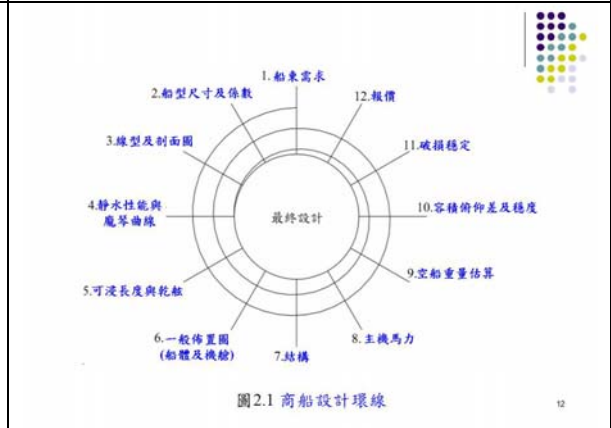 1.船東需求
2.船型尺寸及係數
3.線型及剖面圖
4.靜水性能與
龐琴曲線
5.可浸長度與乾舷
6.一般佈置圖
(船體及機艙)
7.結構
8.主機馬力
9.空船重量估算
10.容積俯仰差及穩度
11.破損穩定
12.報價
最終設計
圖2.1 商船設計環線
12